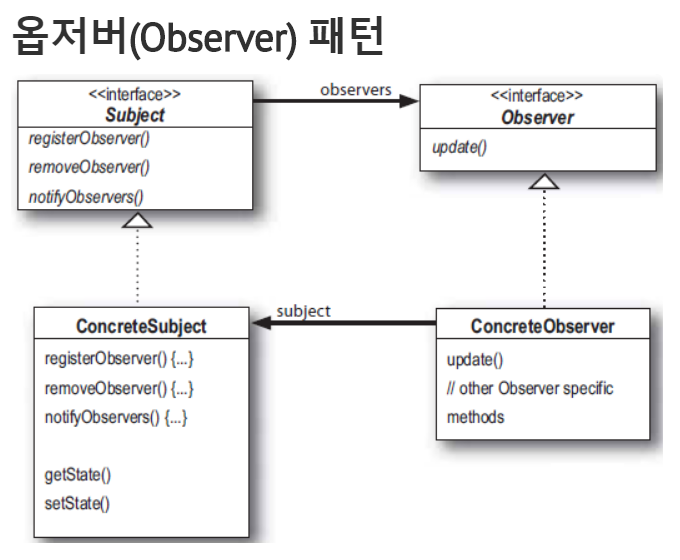 옵저버(Observer) 패턴
<<interface>>
Subject
registerObserver()
removeObserver()
notifyObservers()
observers
<<interface>>
Observer
update()
ConcreteSubject
registerObserver() {...}
removeObserver() {...}
notifyObservers() {...}
getState()
setState()
subject
ConcreteObserver
update()
// other Observer specific
methods